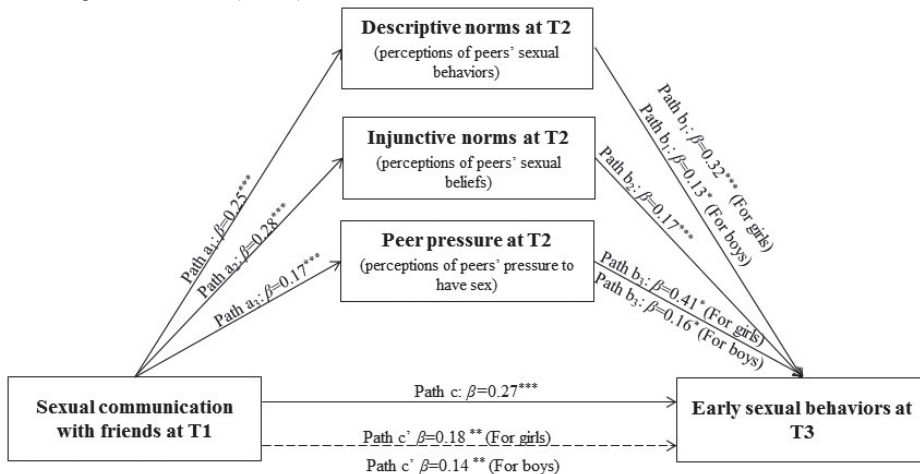 Descriptive norms at T2
(perceptions of peers' sexual
behaviors)
Injunctive norms at T2
(perceptions of peers' sexual
beliefs)
Peer pressure at T2
(perceptions of peers' pressure to
have sex)
Path a₁: β=0.25***
Path a₂: β=0.28***
Path a₃: β=0.17***
Path b₁: β=0.32*** (For girls)
Path b₁: β=0.13* (For boys)
Path b₂: β=0.17***
Path b₃: β=0.41* (For girls)
Path b₃: β=0.16* (For boys)
Sexual communication
with friends at T1
Path c: β=0.27***
Path c' β=0.18 ** (For girls)
Path c' β=0.14 ** (For boys)
Early sexual behaviors at
T3